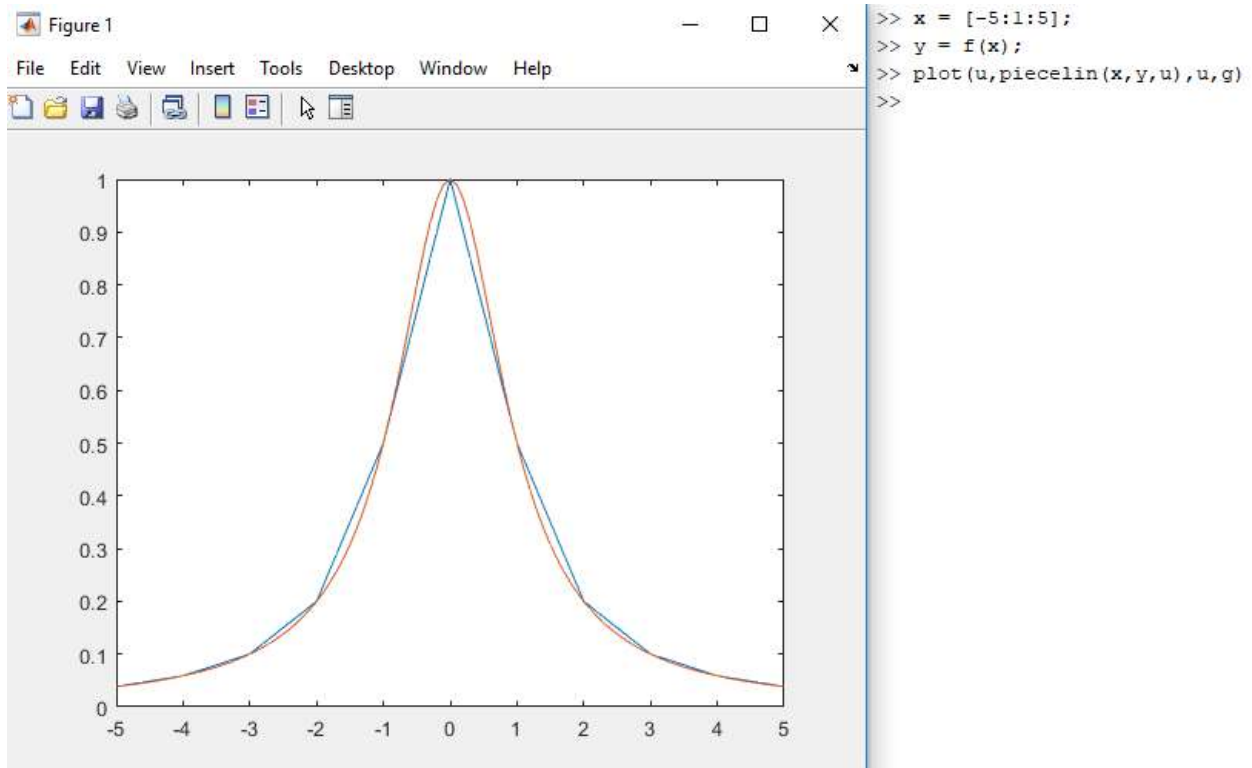 Figure 1
File Edit View Insert Tools Desktop Window Help
1
0.9
0.8
0.7
0.6
0.5
0.4
0.3
0.2
0.1
0
-5 -4 -3 -2 -1 0 1 2 3 4 5
>> x = [-5:1:5];
>> y = f(x);
>> plot(u,piecelin(x,y,u),u,g)
>>